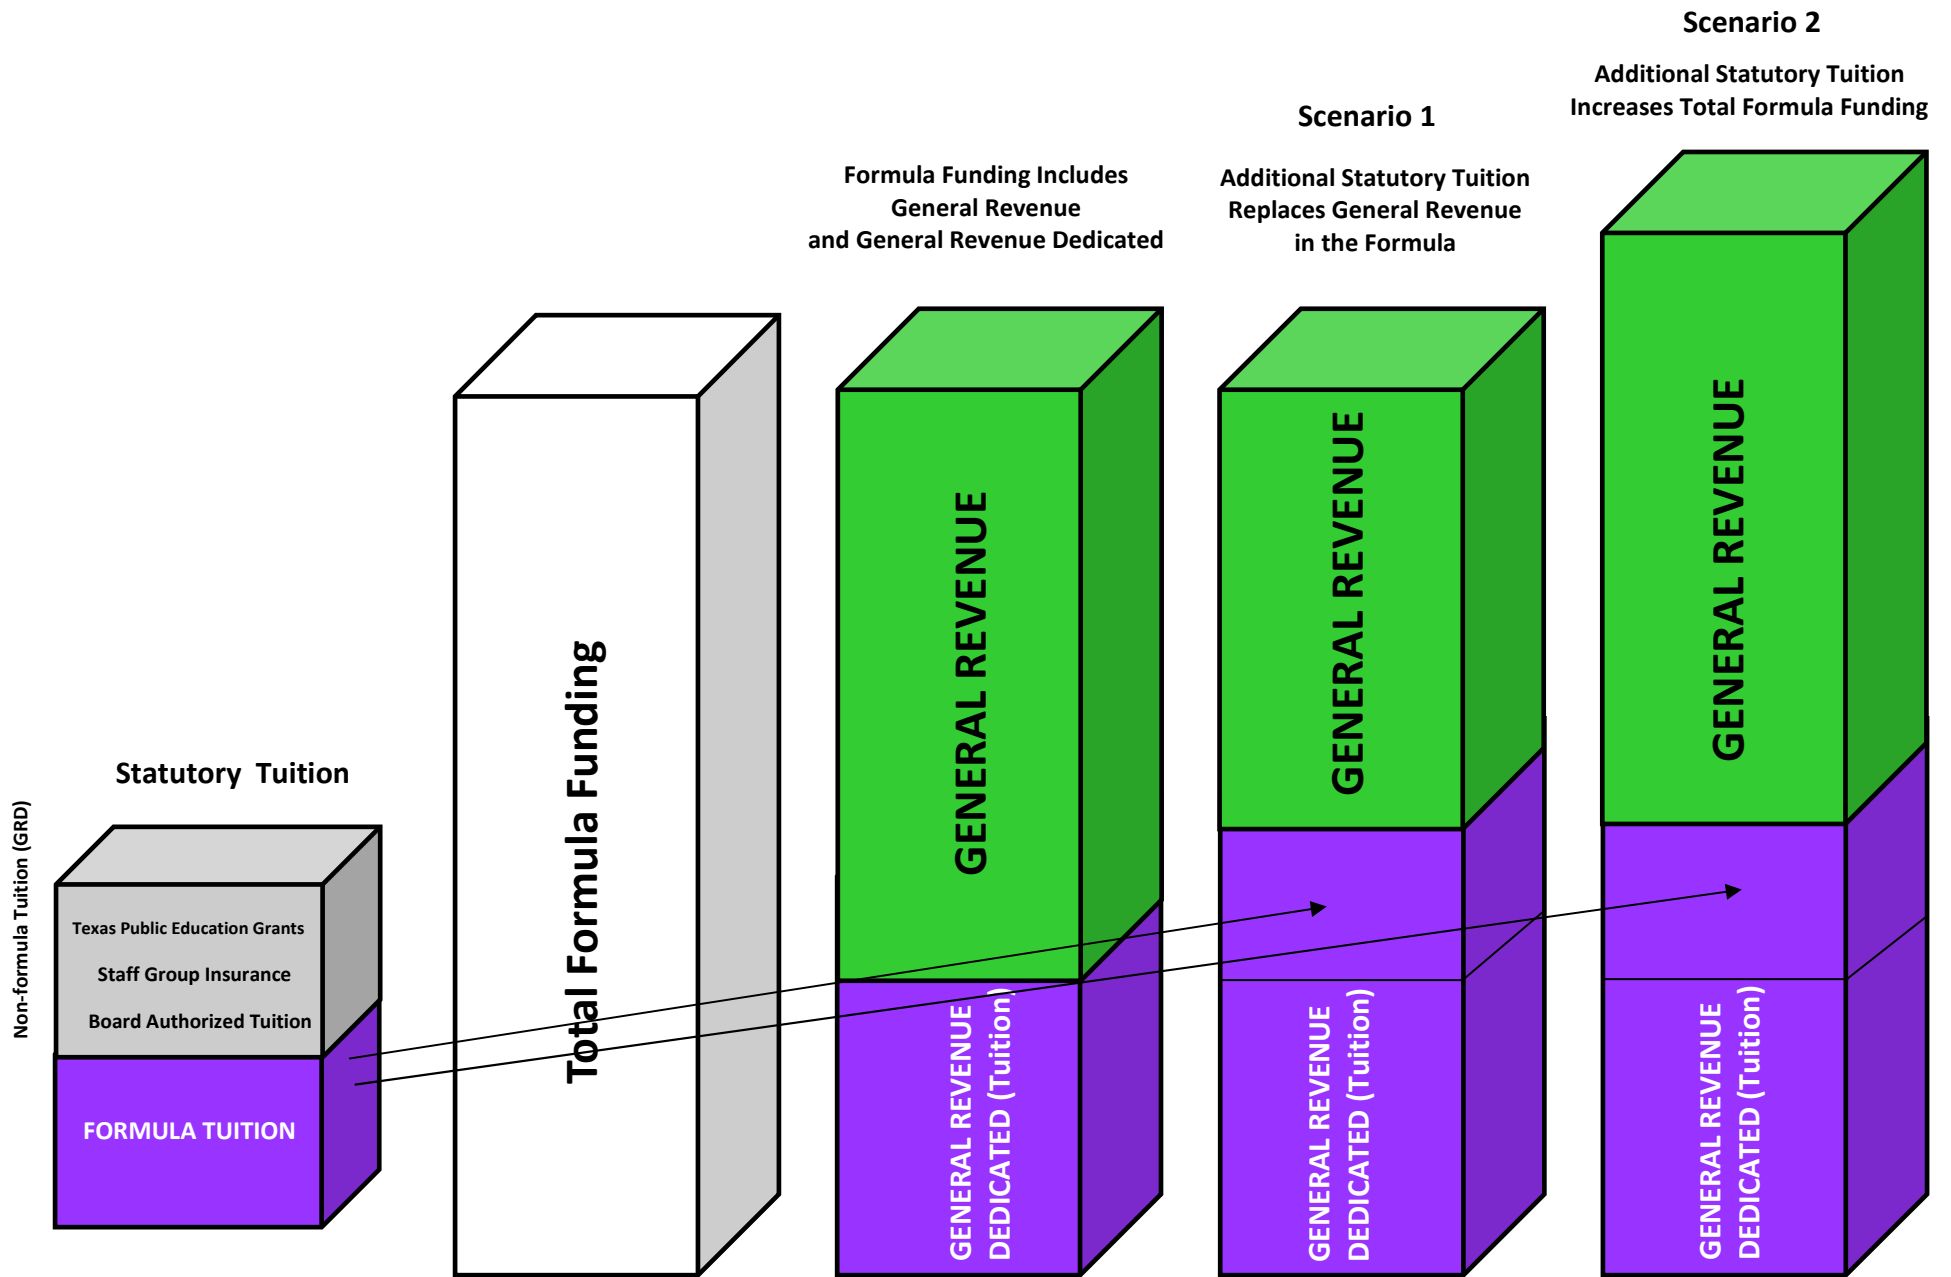 Scenario 2
Additional Statutory Tuition
Increases Total Formula Funding
Scenario 1
Additional Statutory Tuition
Replaces General Revenue
in the Formula
Formula Funding Includes
General Revenue
and General Revenue Dedicated
Statutory Tuition
Non-formula Tuition (GRD)
Texas Public Education Grants
Staff Group Insurance
Board Authorized Tuition
FORMULA TUITION
Total Formula Funding
GENERAL REVENUE
GENERAL REVENUE
DEDICATED (Tuition)
GENERAL REVENUE
GENERAL REVENUE
DEDICATED (Tuition)
GENERAL REVENUE
GENERAL REVENUE
DEDICATED (Tuition)